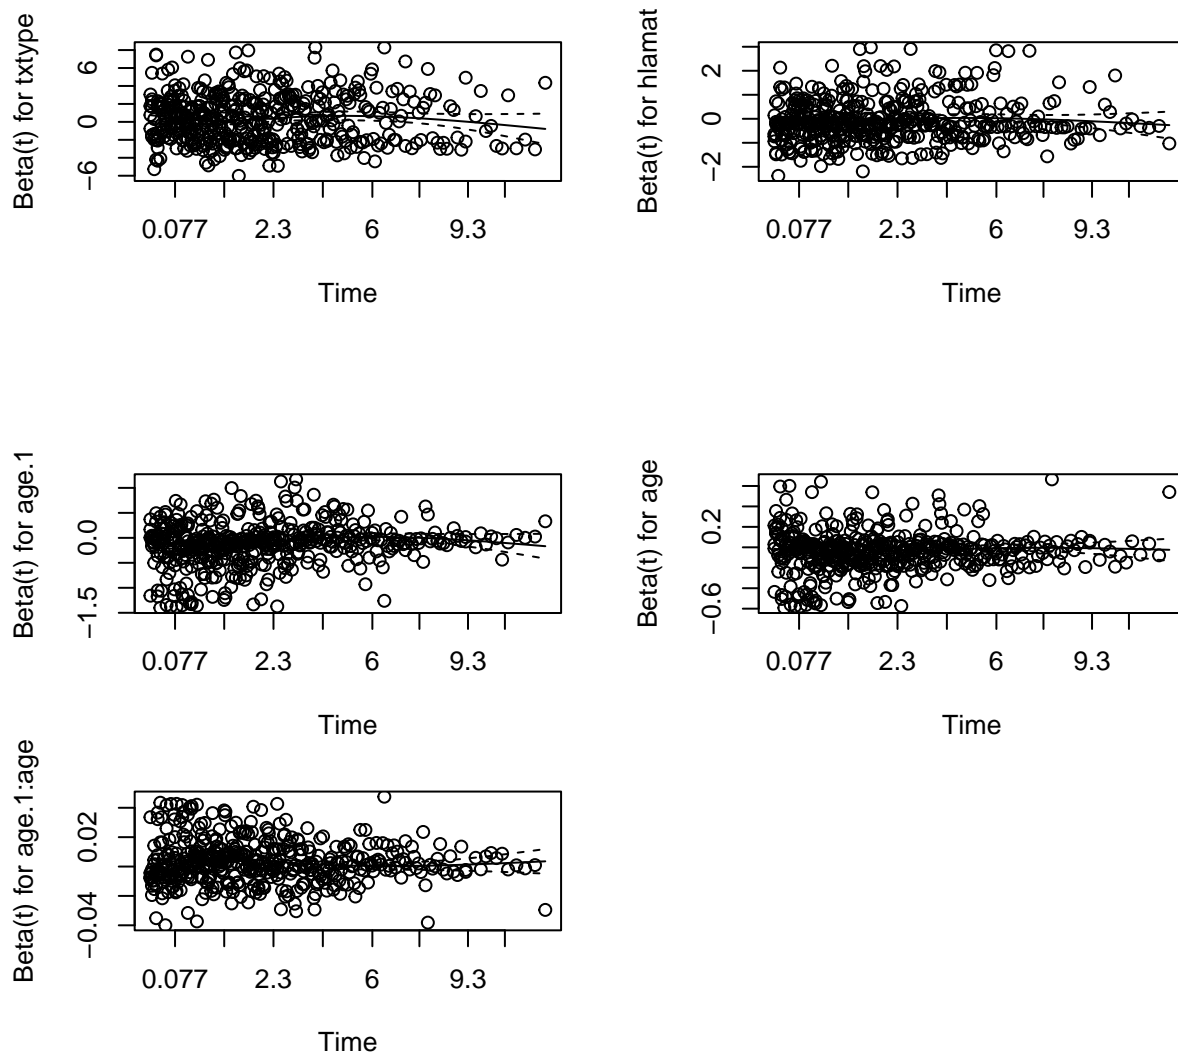 Beta(t) for txtype
6
0
−6
0.077 2.3 6 9.3
Time
Beta(t) for hlamat
2
0
−2
0.077 2.3 6 9.3
Time
Beta(t) for age.1
0.0
−1.5
0.077 2.3 6 9.3
Time
Beta(t) for age
0.2
−0.6
0.077 2.3 6 9.3
Time
Beta(t) for age.1:age
0.02
−0.04
0.077 2.3 6 9.3
Time